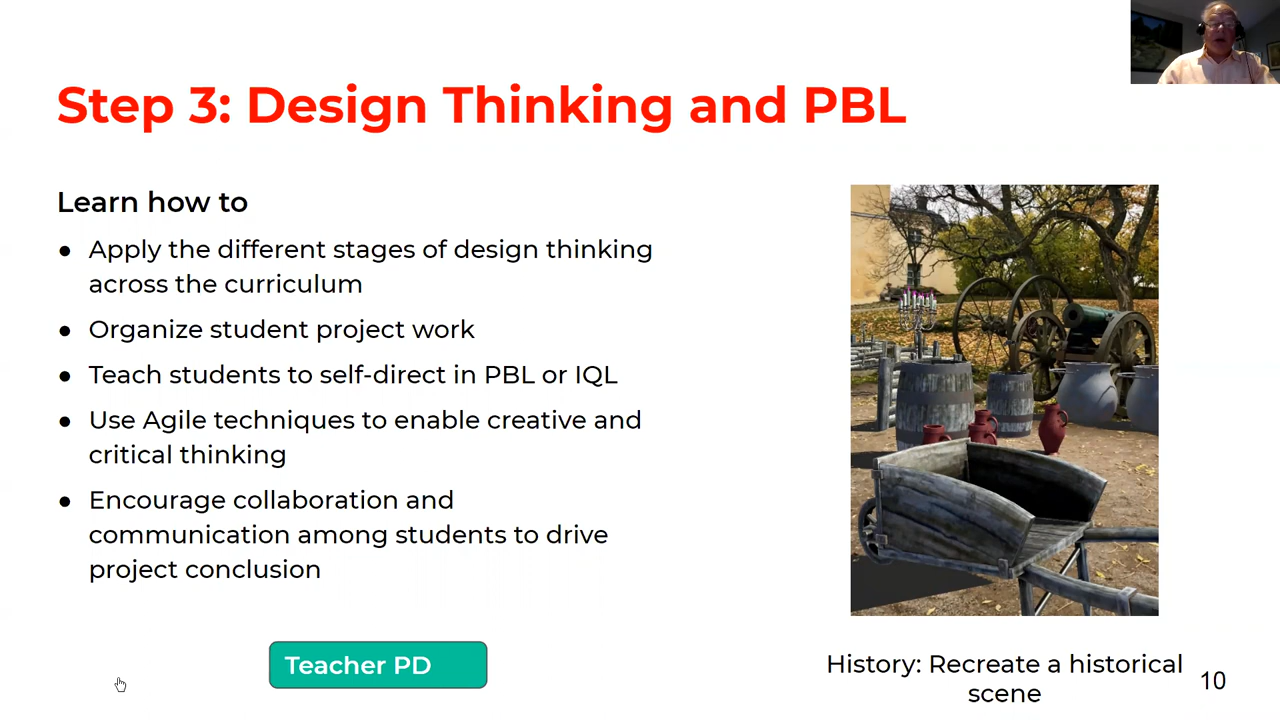 Step 3: Design Thinking and PBL
Learn how to
● Apply the different stages of design thinking
across the curriculum
● Organize student project work
● Teach students to self-direct in PBL or IQL
● Use Agile techniques to enable creative and
critical thinking
● Encourage collaboration and
communication among students to drive
project conclusion
Teacher PD
History: Recreate a historical
scene
10